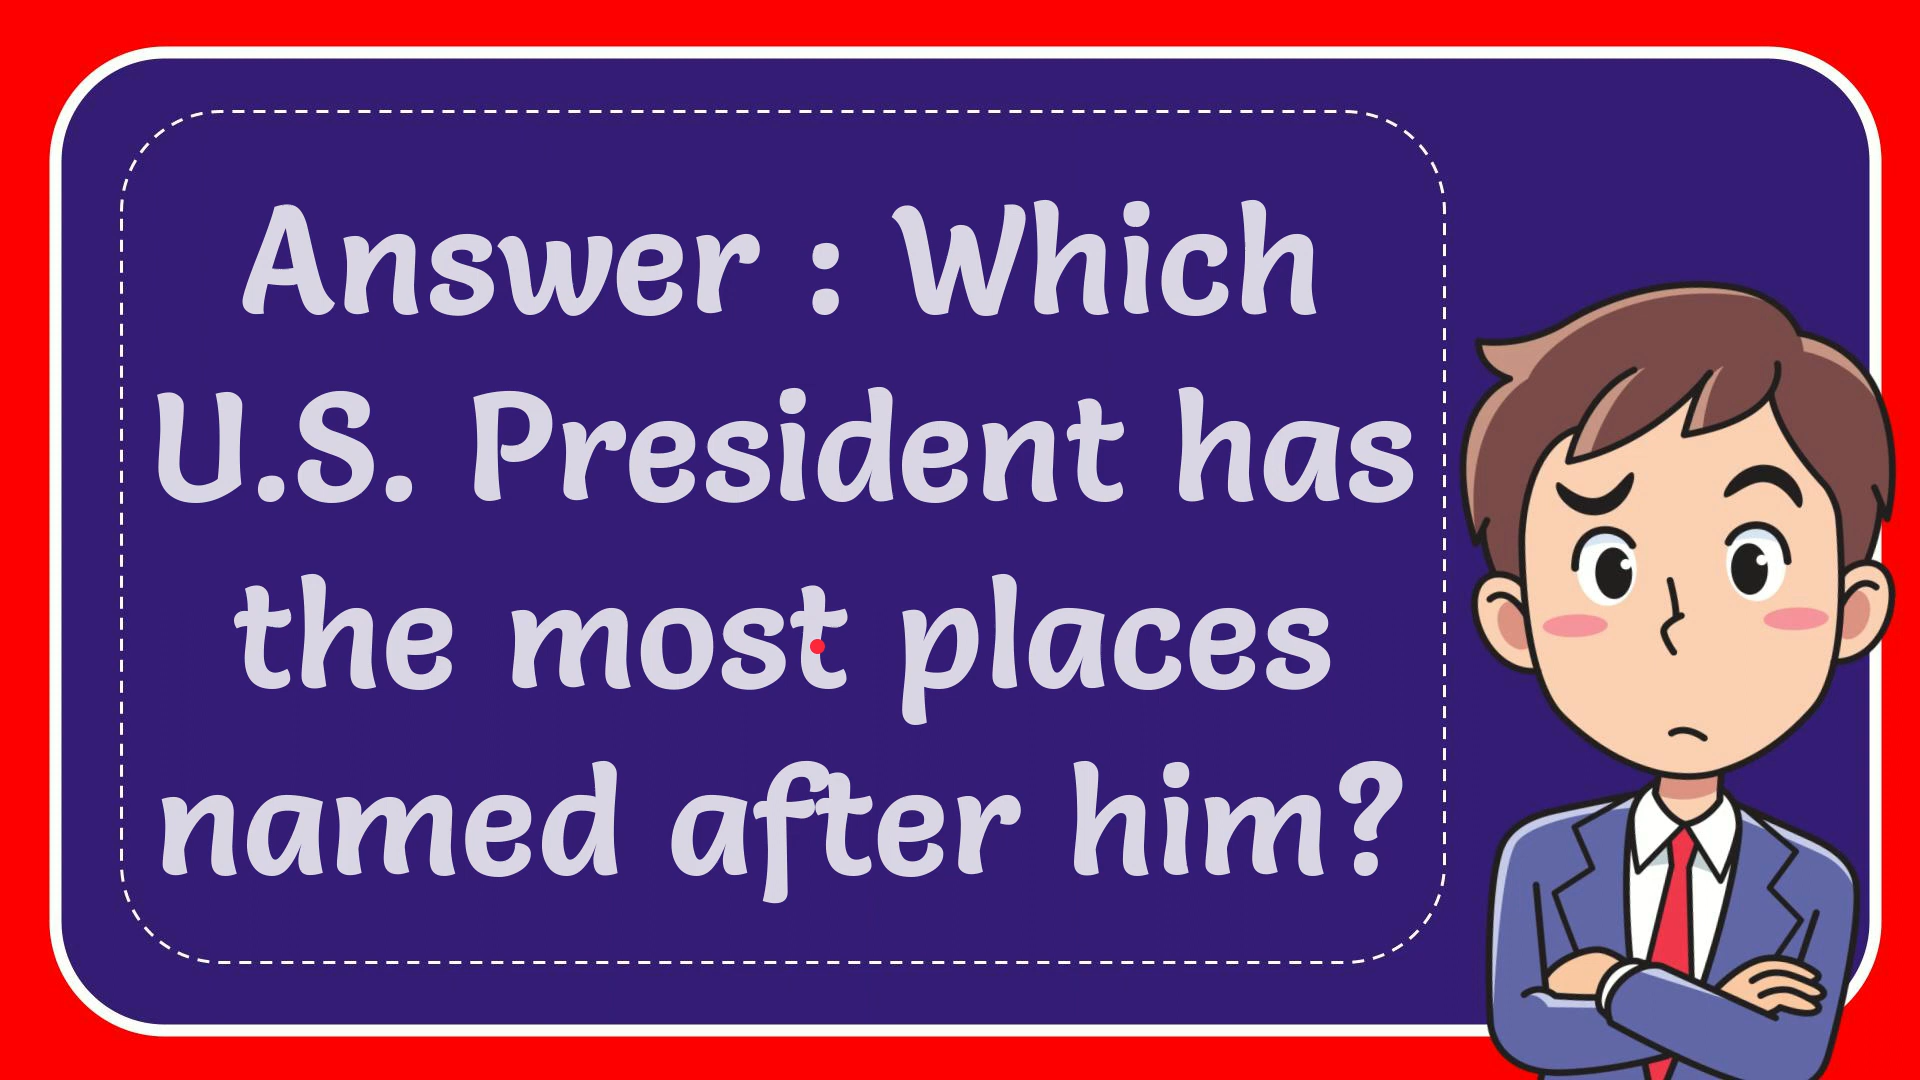 Answer : Which
U.S. President has
the most places
named after him?